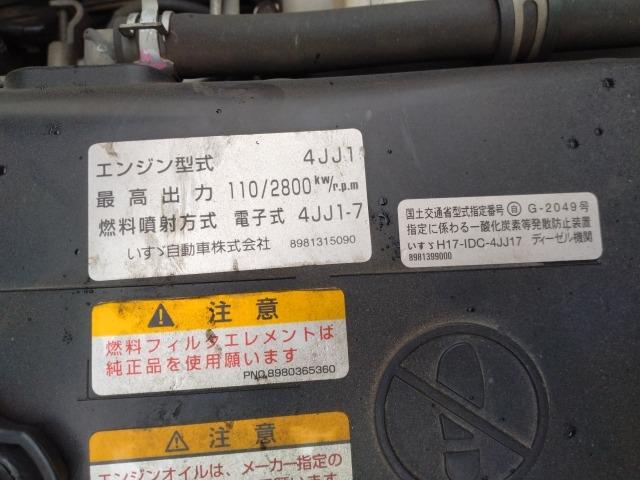 エンジン型式 4JJ1
最高出力 110/2800 kw/r.p.m
燃料噴射方式 電子式 4JJ1-7
いすゞ自動車株式会社 8981315090
国土交通省型式指定番号 自 G-2049号
指定に係わる一酸化炭素等発散防止装置
いすゞH17-IDC-4JJ17 ディーゼル機関
8981399000
注意
燃料フィルタエレメントは
純正品を使用願います
PNO.8980365360
注意
エンジンオイルは、メーカー指定の